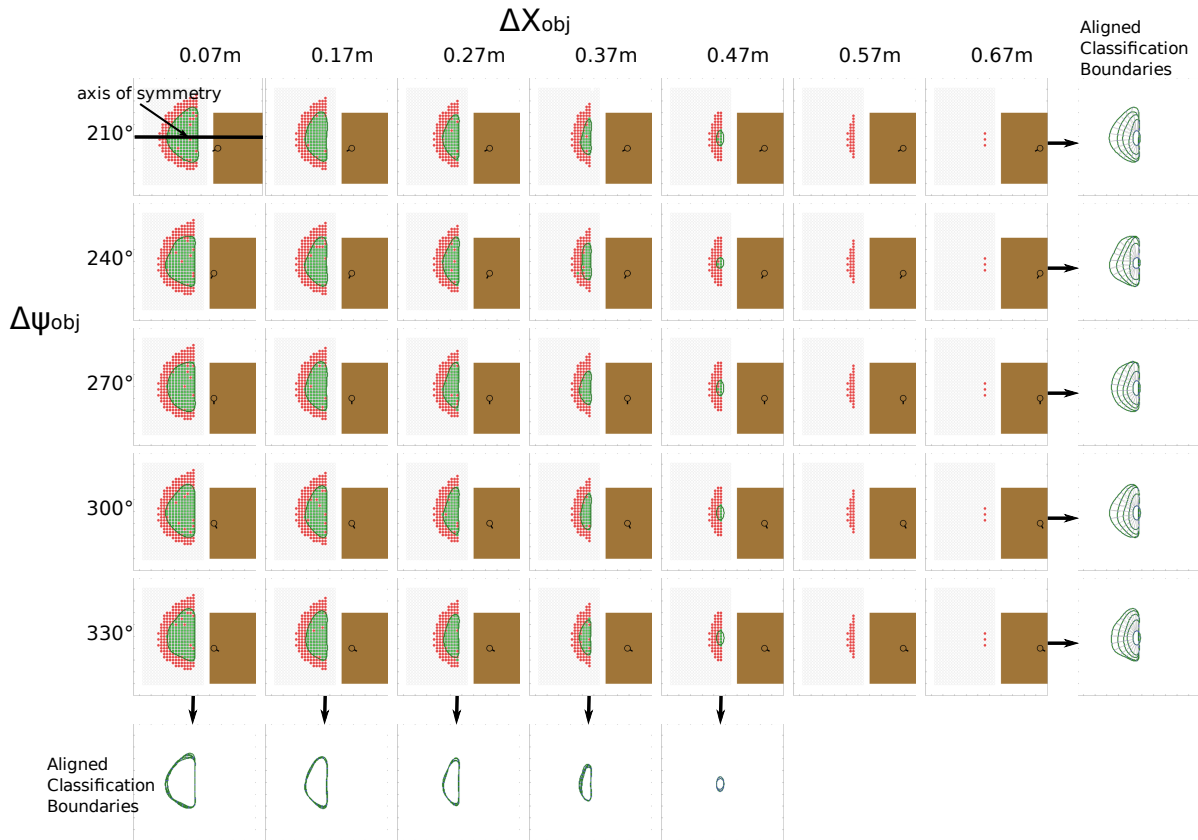 ΔXobj
0.07m 0.17m 0.27m 0.37m 0.47m 0.57m 0.67m
Aligned
Classification
Boundaries
axis of symmetry
210°
240°
Δψobj
270°
300°
330°
Aligned
Classification
Boundaries